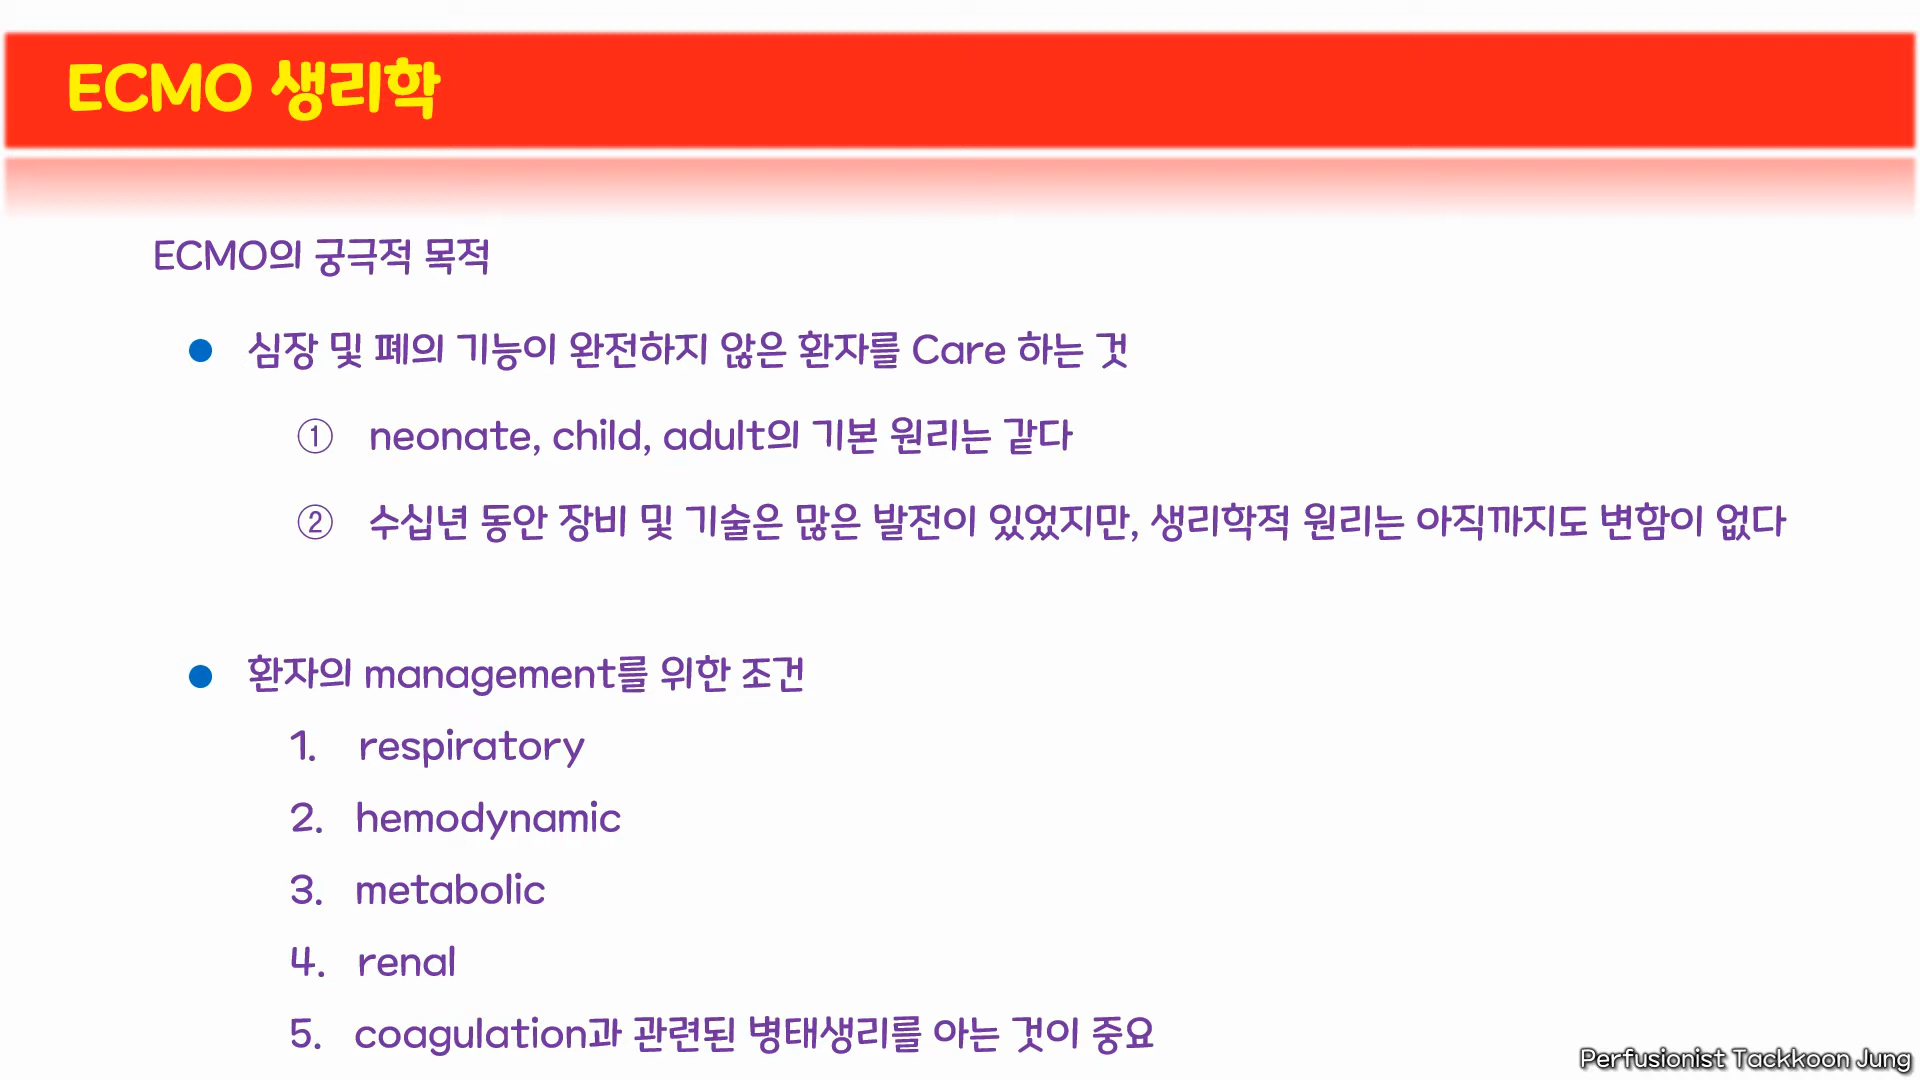 ECMO 생리학
ECMO의 궁극적 목적
● 심장 및 폐의 기능이 완전하지 않은 환자를 Care 하는 것
① neonate, child, adult의 기본 원리는 같다
② 수십년 동안 장비 및 기술은 많은 발전이 있었지만, 생리학적 원리는 아직까지도 변함이 없다
● 환자의 management를 위한 조건
1. respiratory
2. hemodynamic
3. metabolic
4. renal
5. coagulation과 관련된 병태생리를 아는 것이 중요
Perfusionist Tackkoon Jung